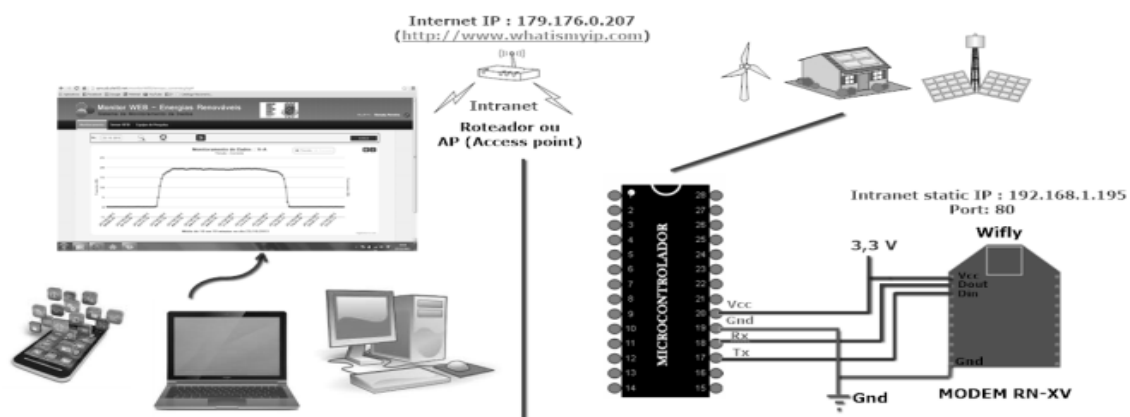 Internet IP : 179.176.0.207
(http://www.whatismyip.com)
Intranet
Roteador ou
AP (Access point)
Monitor WEB - Energias Renováveis
MICROCONTROLADOR
1
2
3
4
5
6
7
8
9
10
11
12
13
14
28
27
26
25
24
23
22
21
20
19
18
17
16
15
Vcc
Gnd
Rx
Tx
3,3 V
Gnd
Intranet static IP : 192.168.1.195
Port: 80
Wifly
Vcc
Dout
Din
Gnd
MODEM RN-XV